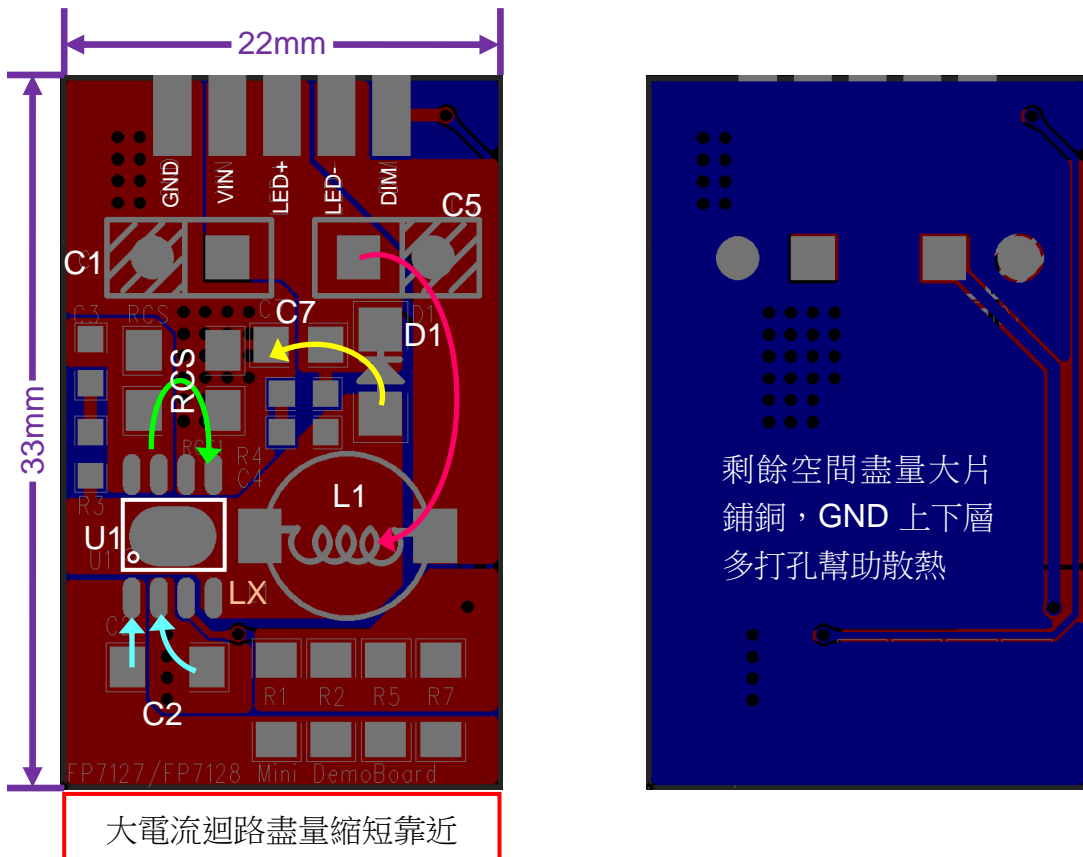 22mm
33mm
GND
VIN
LED+
LED-
DIM
C5
C1
C3
RCS
C7
D1
D1
RCS
RCS1
R4
C4
R3
L1
U1
U1
LX
C2
R1
R2
R5
R7
FP7127/FP7128 Mini DemoBoard
大電流迴路盡量縮短靠近
剩餘空間盡量大片
鋪銅，GND 上下層
多打孔幫助散熱